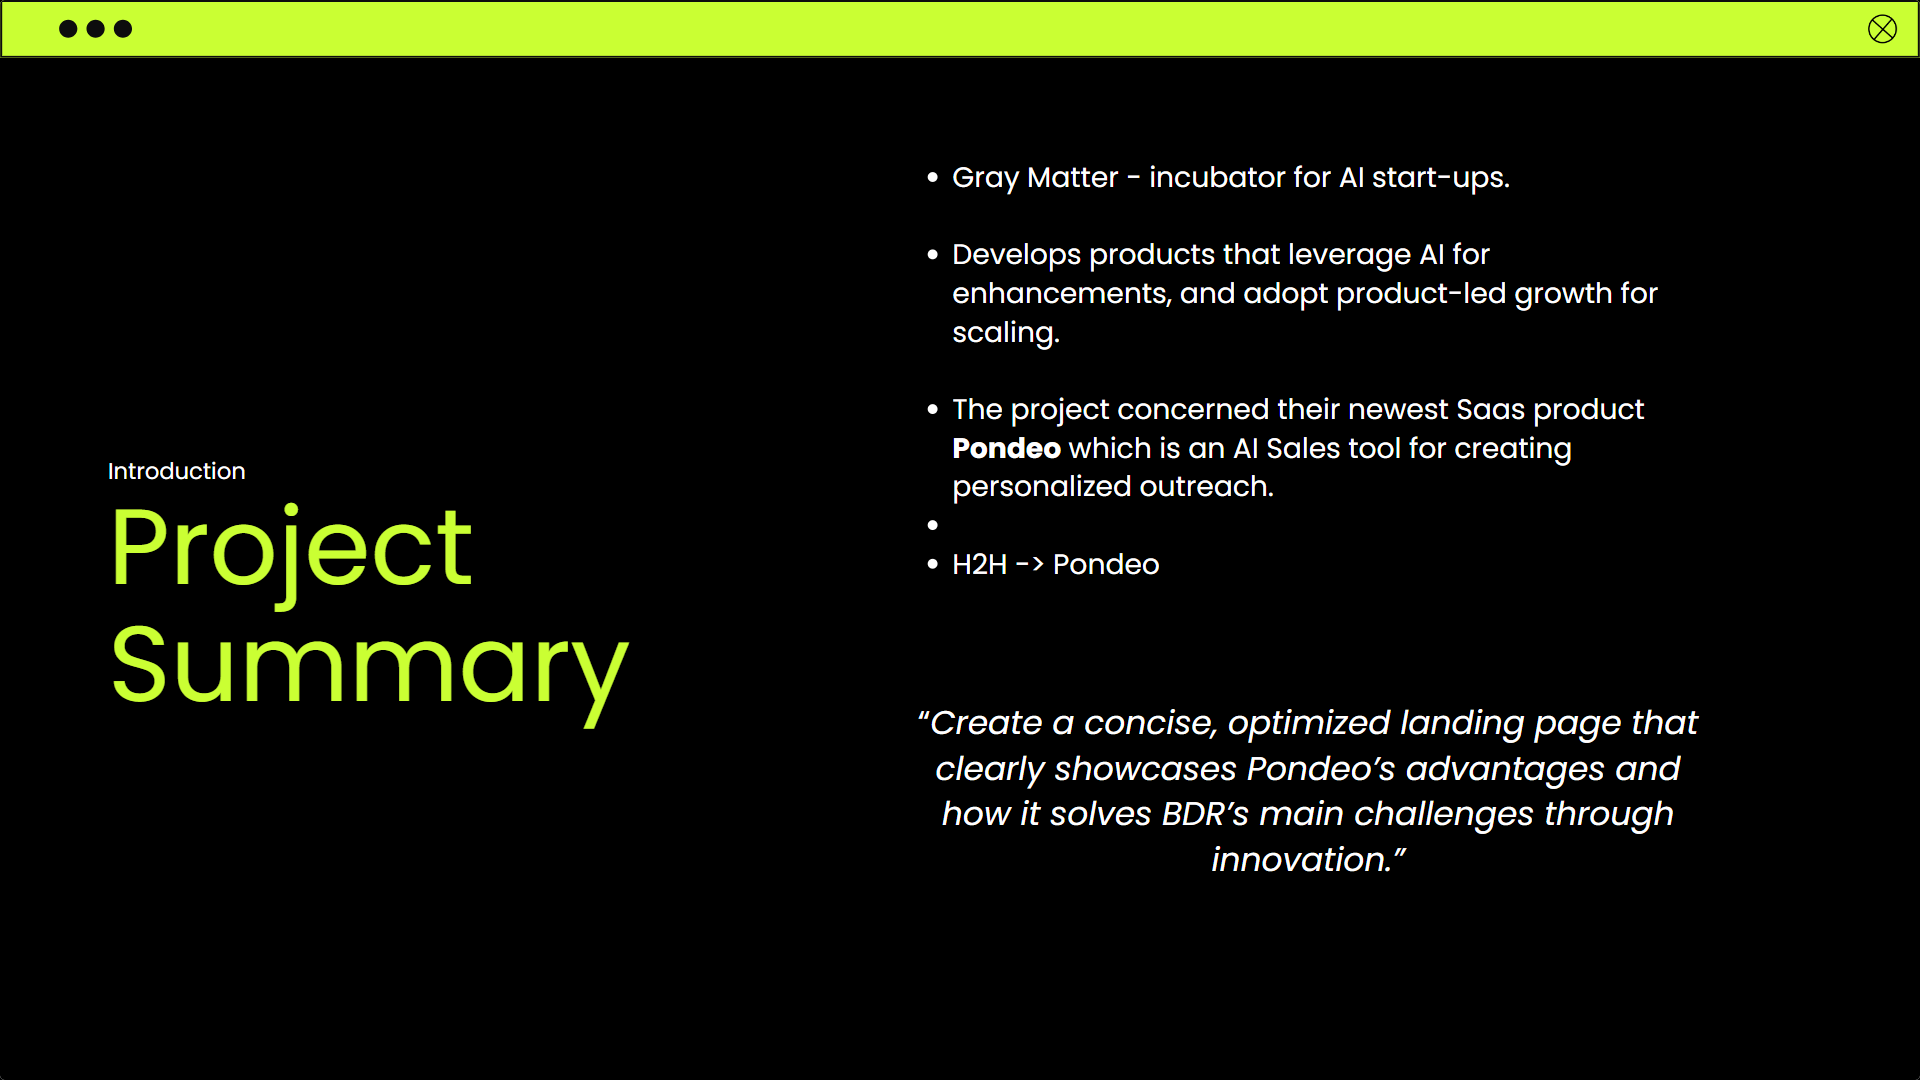 Introduction
Project
Summary
• Gray Matter - incubator for AI start-ups.
• Develops products that leverage AI for
enhancements, and adopt product-led growth for
scaling.
• The project concerned their newest Saas product
Pondeo which is an AI Sales tool for creating
personalized outreach.
•
• H2H -> Pondeo
“Create a concise, optimized landing page that
clearly showcases Pondeo’s advantages and
how it solves BDR’s main challenges through
innovation.”